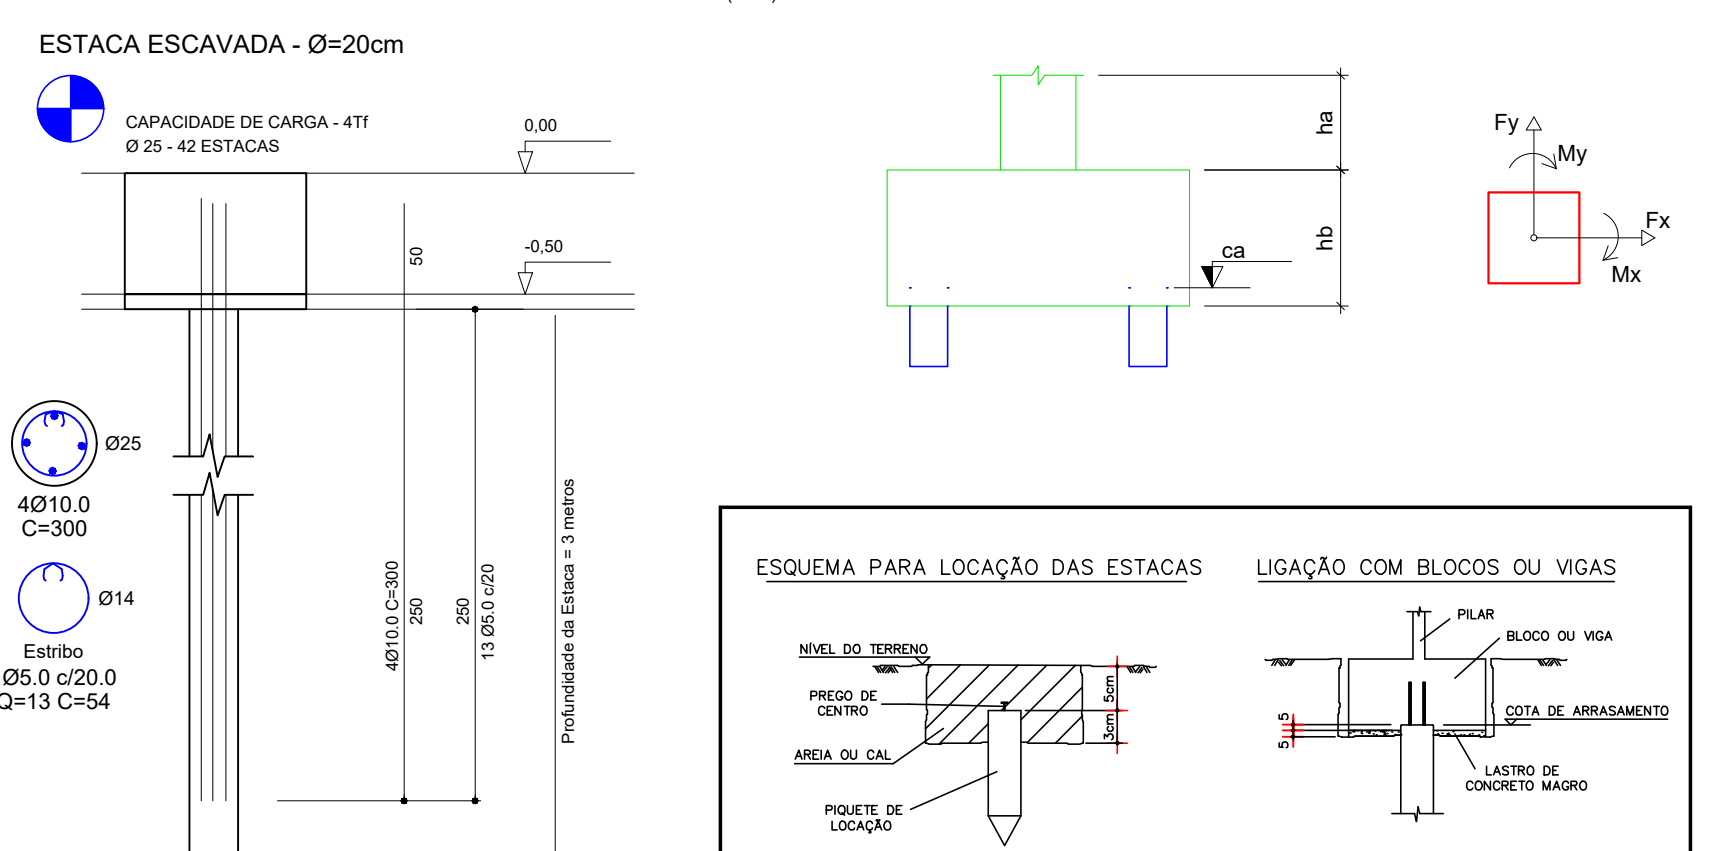 ESTACA ESCAVADA - Ø=20cm
CAPACIDADE DE CARGA - 4Tf
Ø 25 - 42 ESTACAS
0,00
-0,50
50
4Ø10.0 C=300
250
250
13 Ø5.0 c/20
Profundidade da Estaca = 3 metros
Ø25
4Ø10.0
C=300
Ø14
Estribo
Ø5.0 c/20.0
Q=13 C=54
ha
hb
ca
Fy
My
Fx
Mx
ESQUEMA PARA LOCAÇÃO DAS ESTACAS
NÍVEL DO TERRENO
PREGO DE
CENTRO
AREIA OU CAL
PIQUETE DE
LOCAÇÃO
5cm
3cm
LIGAÇÃO COM BLOCOS OU VIGAS
PILAR
BLOCO OU VIGA
COTA DE ARRASAMENTO
5
5
LASTRO DE
CONCRETO MAGRO